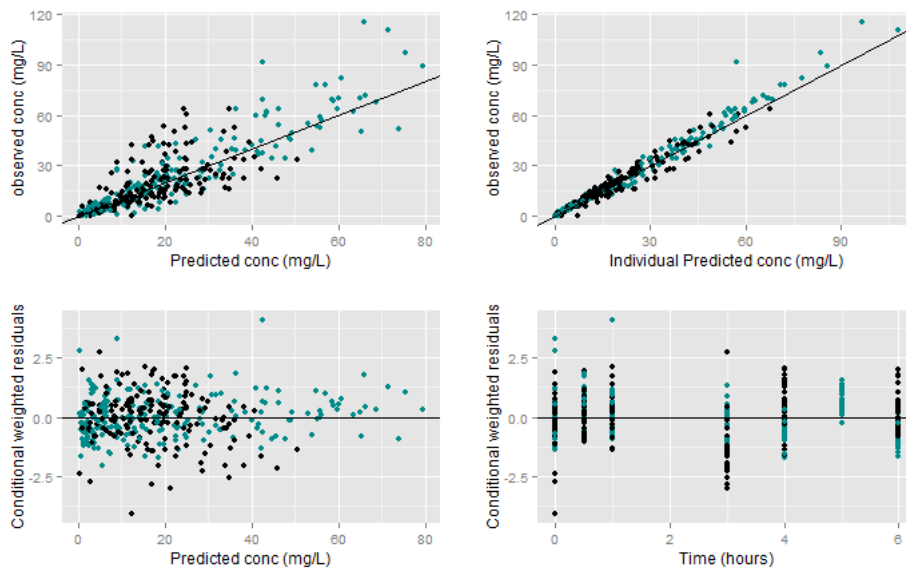 120
90
60
30
0
observed conc (mg/L)
0 20 40 60 80
Predicted conc (mg/L)
120
90
60
30
0
observed conc (mg/L)
0 30 60 90
Individual Predicted conc (mg/L)
2.5
0.0
-2.5
Conditional weighted residuals
0 20 40 60 80
Predicted conc (mg/L)
2.5
0.0
-2.5
Conditional weighted residuals
0 2 4 6
Time (hours)